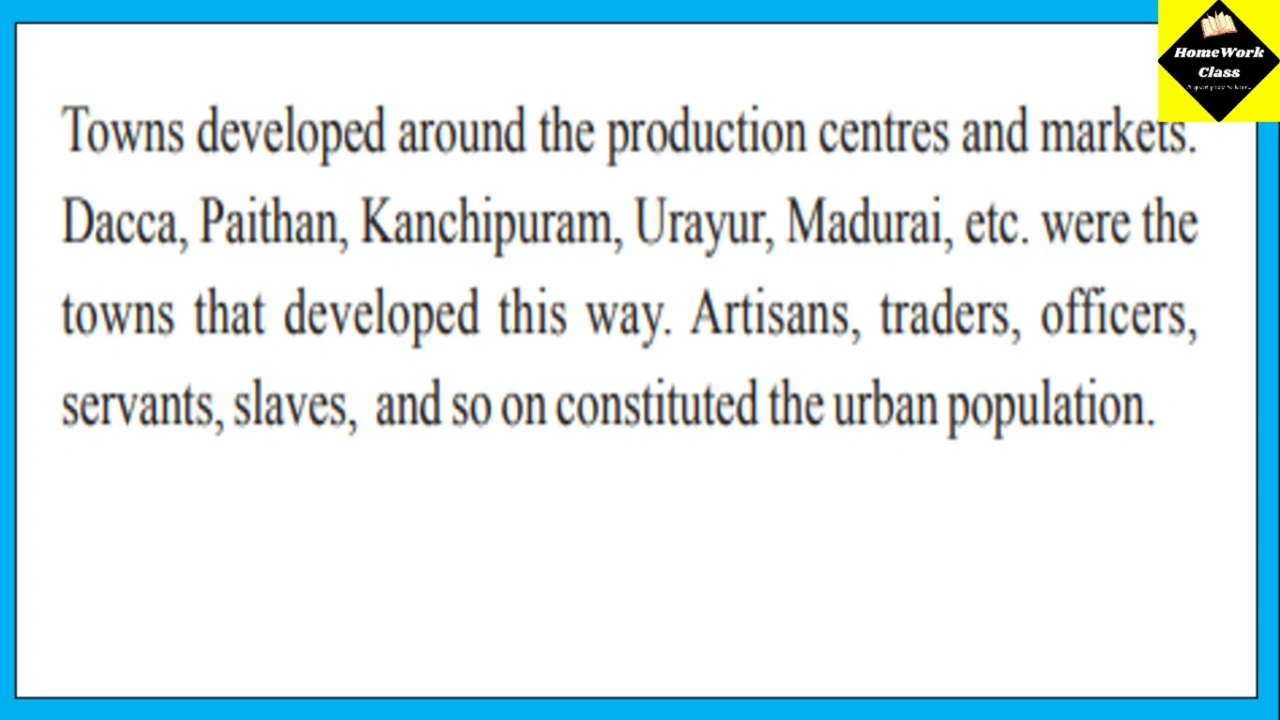 HomeWork
Class
Towns developed around the production centres and markets.
Dacca, Paithan, Kanchipuram, Urayur, Madurai, etc. were the
towns that developed this way. Artisans, traders, officers,
servants, slaves, and so on constituted the urban population.